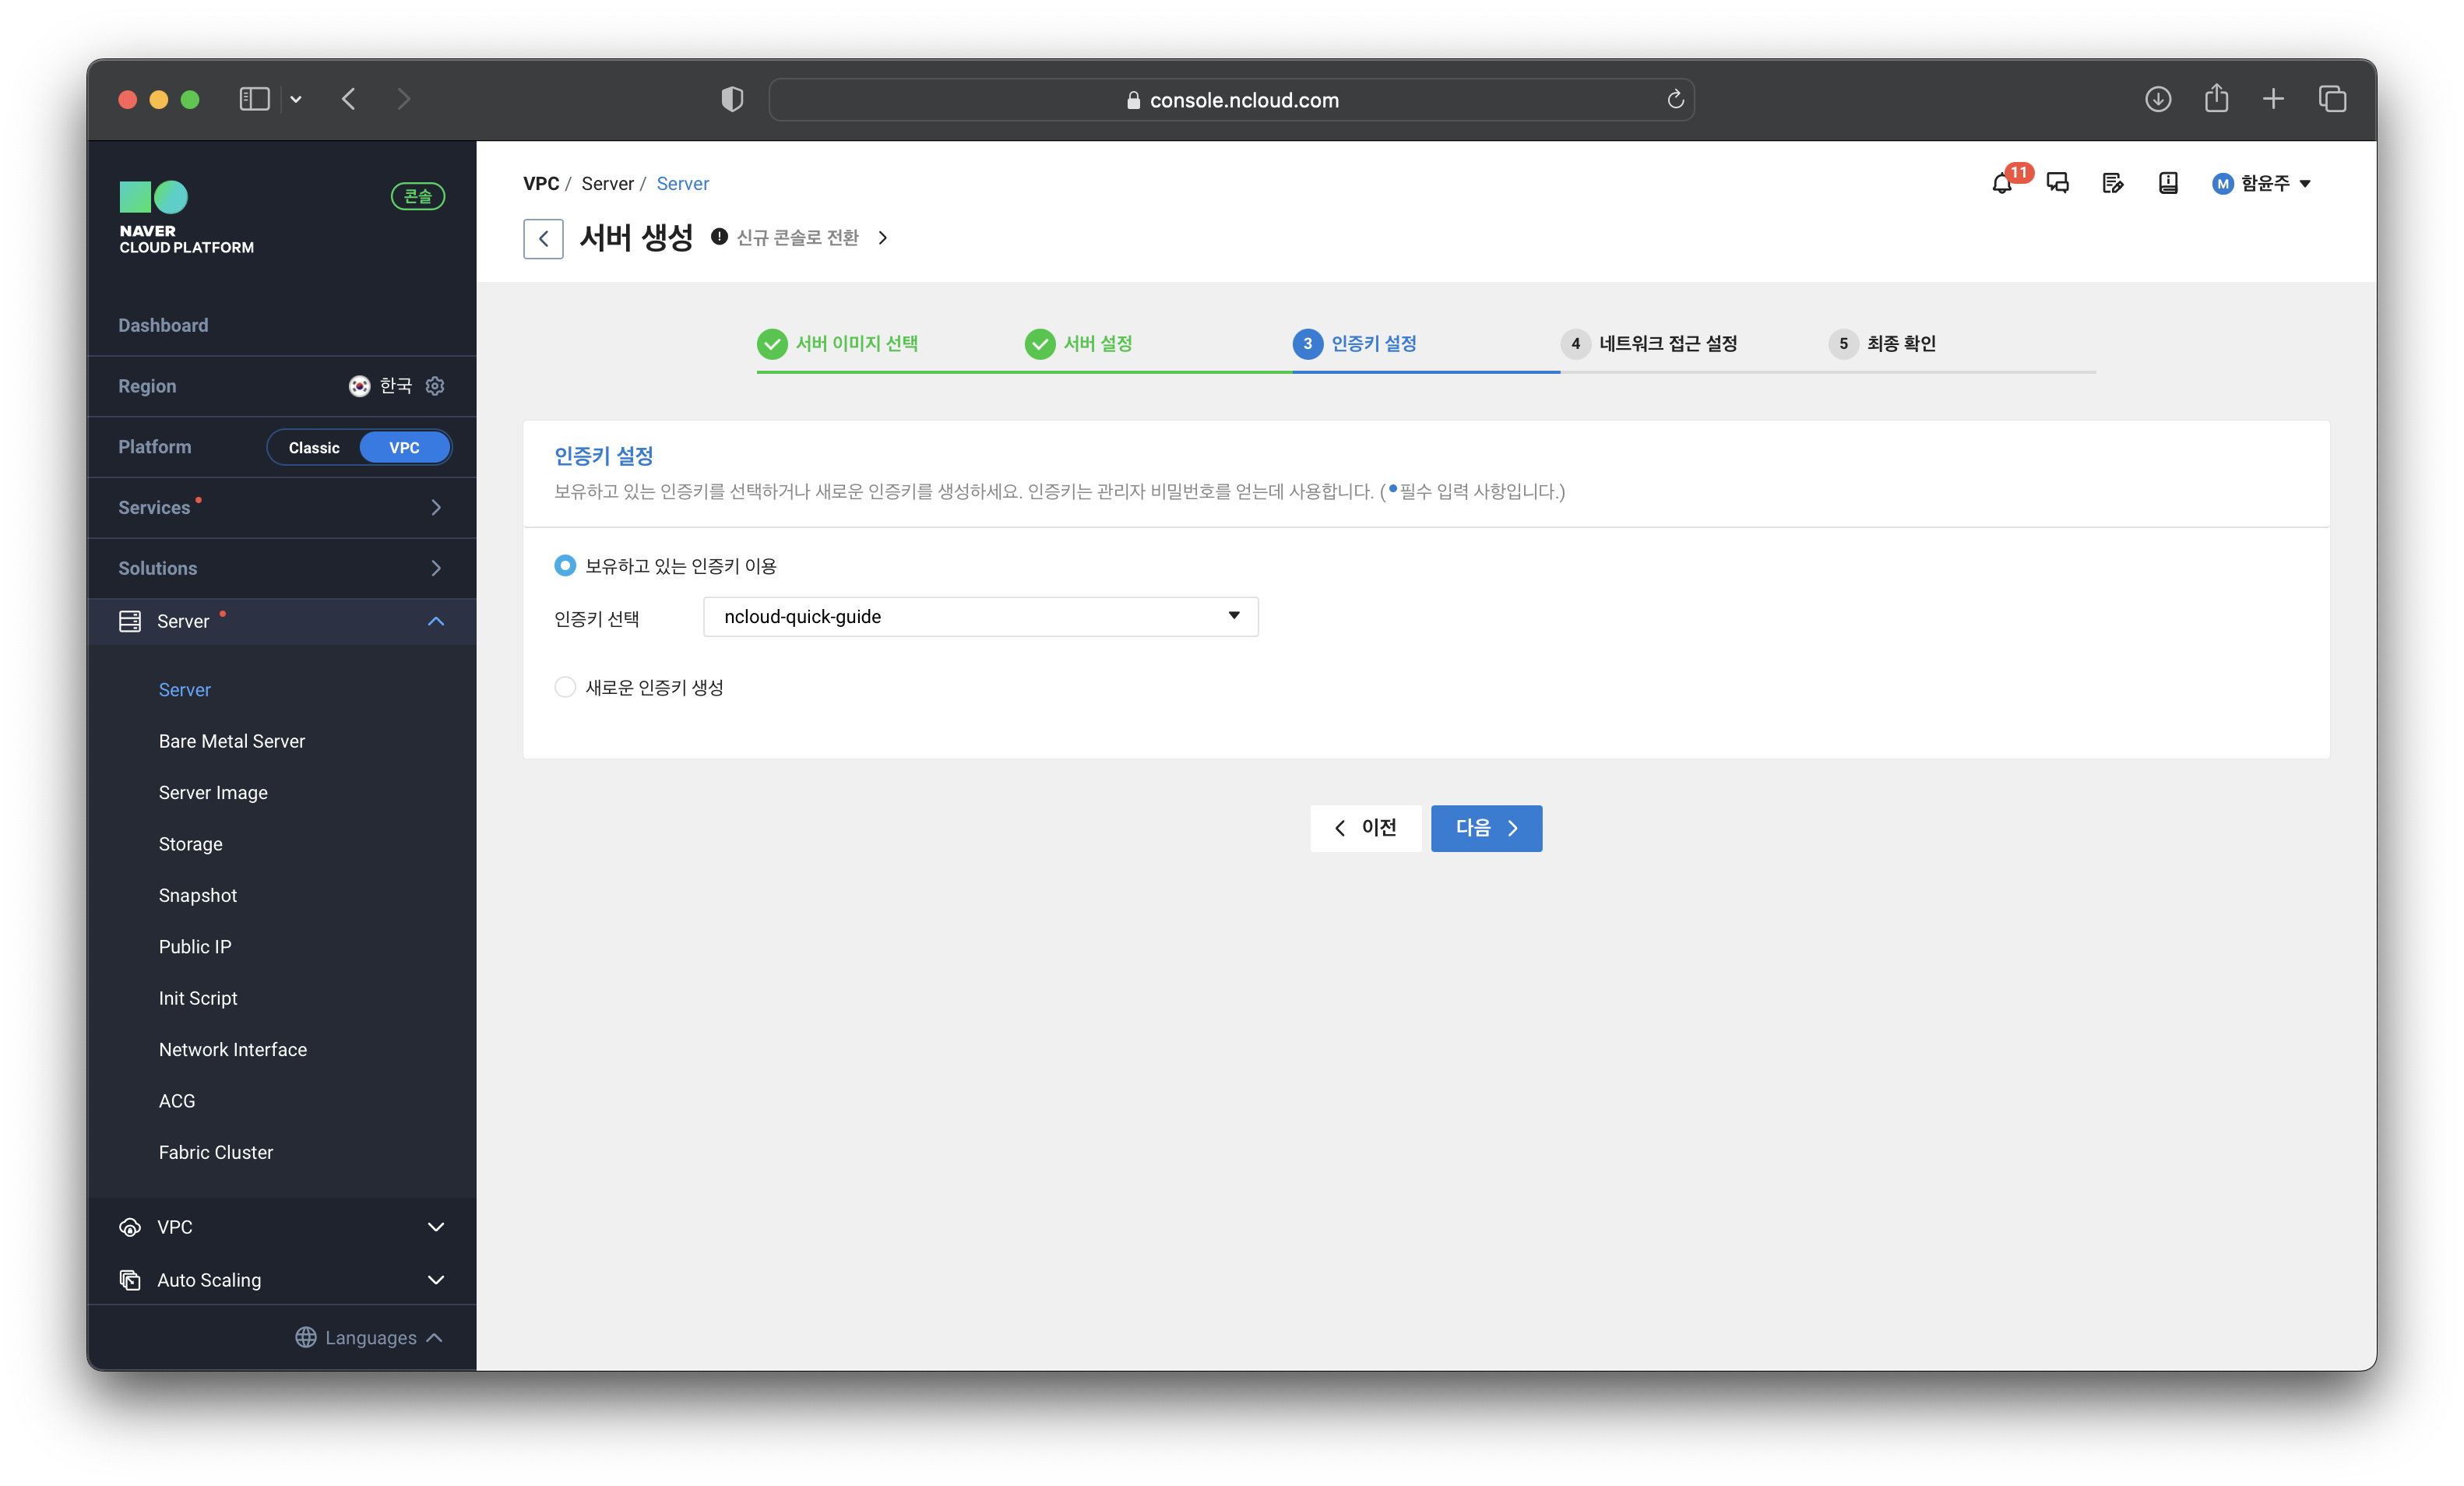 console.ncloud.com
NAVER
CLOUD PLATFORM
콘솔
Dashboard
Region 한국
Platform Classic VPC
Services
Solutions
Server
Server
Bare Metal Server
Server Image
Storage
Snapshot
Public IP
Init Script
Network Interface
ACG
Fabric Cluster
VPC
Auto Scaling
Languages
VPC / Server / Server
11
M 함윤주
서버 생성 신규 콘솔로 전환
서버 이미지 선택
서버 설정
3 인증키 설정
4 네트워크 접근 설정
5 최종 확인
인증키 설정
보유하고 있는 인증키를 선택하거나 새로운 인증키를 생성하세요. 인증키는 관리자 비밀번호를 얻는데 사용합니다. (•필수 입력 사항입니다.)
보유하고 있는 인증키 이용
인증키 선택 ncloud-quick-guide
새로운 인증키 생성
이전 다음